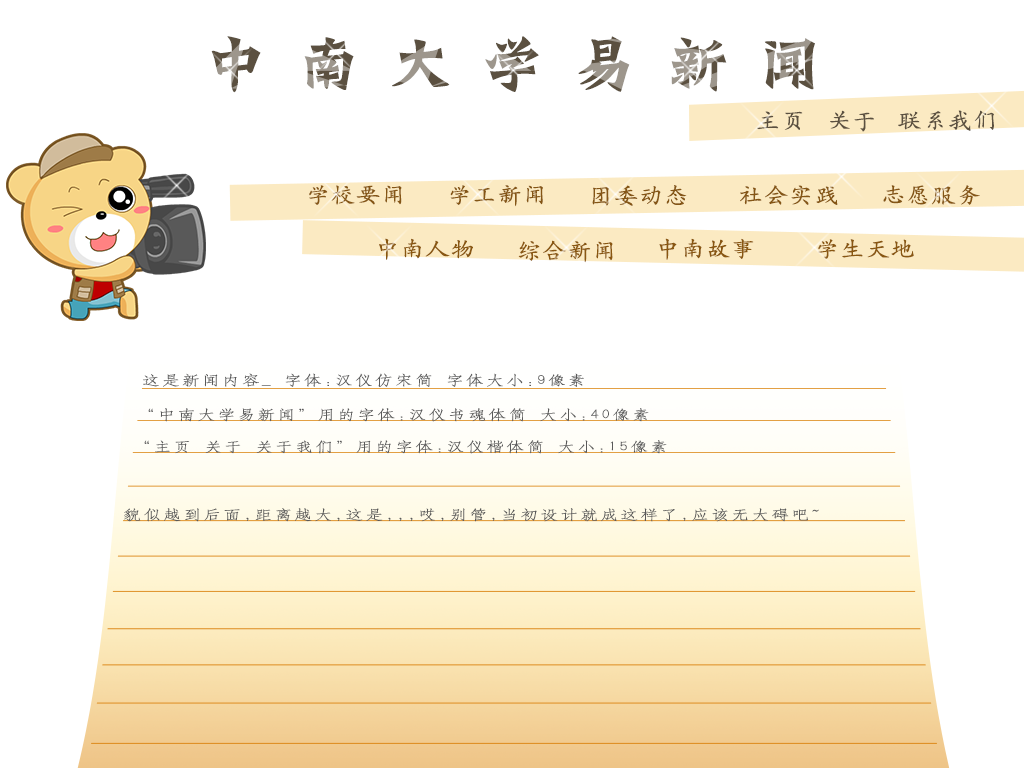 中南大学易新闻
主页 关于 联系我们
学校要闻 学工新闻 团委动态 社会实践 志愿服务
中南人物 综合新闻 中南故事 学生天地
这是新闻内容_ 字体:汉仪仿宋简 字体大小:9像素
“中南大学易新闻”用的字体:汉仪书魂体简 大小:40像素
“主页 关于 关于我们”用的字体:汉仪楷体简 大小:15像素
貌似越到后面,距离越大,这是,,,哎,别管,当初设计就成这样了,应该无大碍吧~